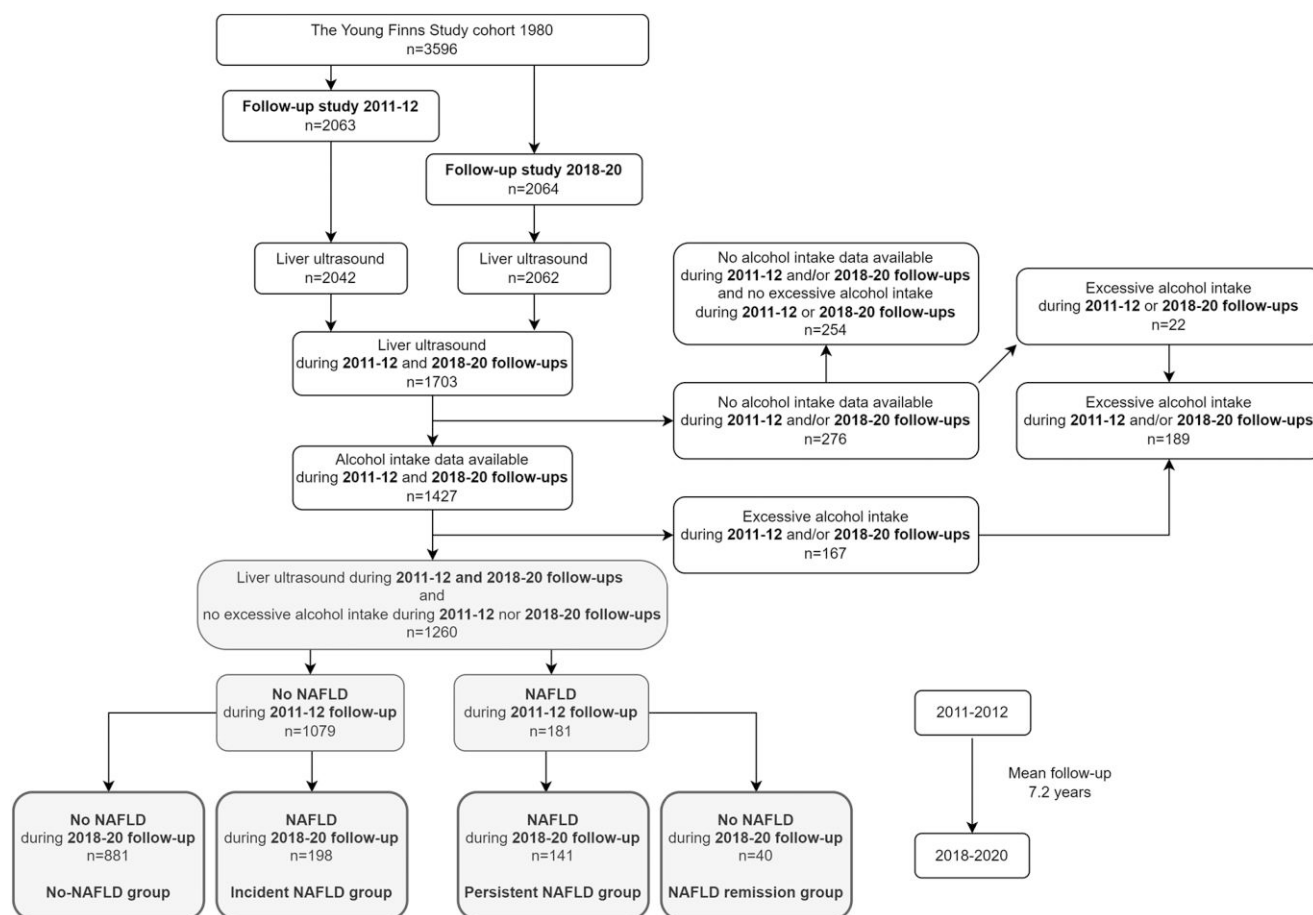 The Young Finns Study cohort 1980
n=3596
Follow-up study 2011-12
n=2063
Follow-up study 2018-20
n=2064
Liver ultrasound
n=2042
Liver ultrasound
n=2062
No alcohol intake data available
during 2011-12 and/or 2018-20 follow-ups
and no excessive alcohol intake
during 2011-12 or 2018-20 follow-ups
n=254
Excessive alcohol intake
during 2011-12 or 2018-20 follow-ups
n=22
Liver ultrasound
during 2011-12 and 2018-20 follow-ups
n=1703
No alcohol intake data available
during 2011-12 and/or 2018-20 follow-ups
n=276
Excessive alcohol intake
during 2011-12 and/or 2018-20 follow-ups
n=189
Alcohol intake data available
during 2011-12 and 2018-20 follow-ups
n=1427
Excessive alcohol intake
during 2011-12 and/or 2018-20 follow-ups
n=167
Liver ultrasound during 2011-12 and 2018-20 follow-ups
and
no excessive alcohol intake during 2011-12 nor 2018-20 follow-ups
n=1260
No NAFLD
during 2011-12 follow-up
n=1079
NAFLD
during 2011-12 follow-up
n=181
2011-2012
Mean follow-up
7.2 years
2018-2020
No NAFLD
during 2018-20 follow-up
n=881
No-NAFLD group
NAFLD
during 2018-20 follow-up
n=198
Incident NAFLD group
NAFLD
during 2018-20 follow-up
n=141
Persistent NAFLD group
No NAFLD
during 2018-20 follow-up
n=40
NAFLD remission group